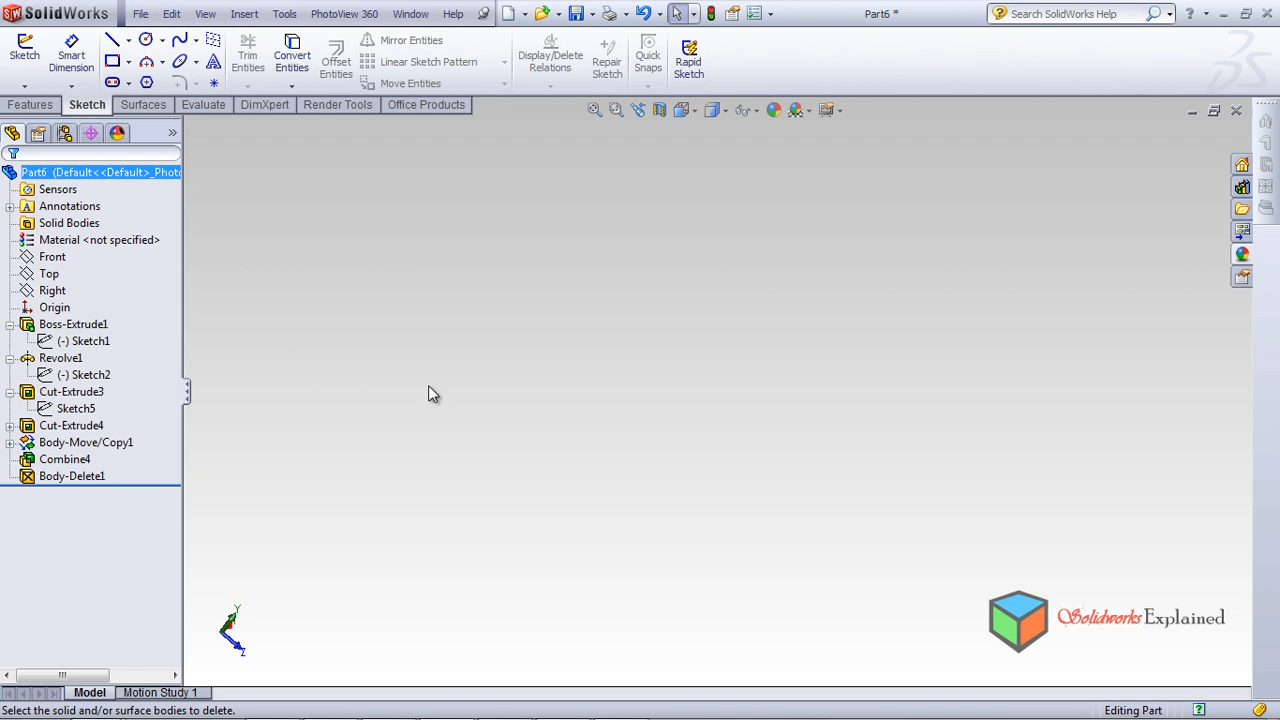 SolidWorks File Edit View Insert Tools PhotoView 360 Window Help Part6 * Search SolidWorks Help
Sketch Smart Dimension Trim Entities Convert Entities Offset Entities Mirror Entities Linear Sketch Pattern Move Entities Display/Delete Relations Repair Sketch Quick Snaps Rapid Sketch
Features Sketch Surfaces Evaluate DimXpert Render Tools Office Products
Part6 (Default<<Default>_Photo
Sensors
Annotations
Solid Bodies
Material <not specified>
Front
Top
Right
Origin
Boss-Extrude1
(-) Sketch1
Revolve1
(-) Sketch2
Cut-Extrude3
Sketch5
Cut-Extrude4
Body-Move/Copy1
Combine4
Body-Delete1
Y
Z
Solidworks Explained
Model Motion Study 1
Select the solid and/or surface bodies to delete. Editing Part